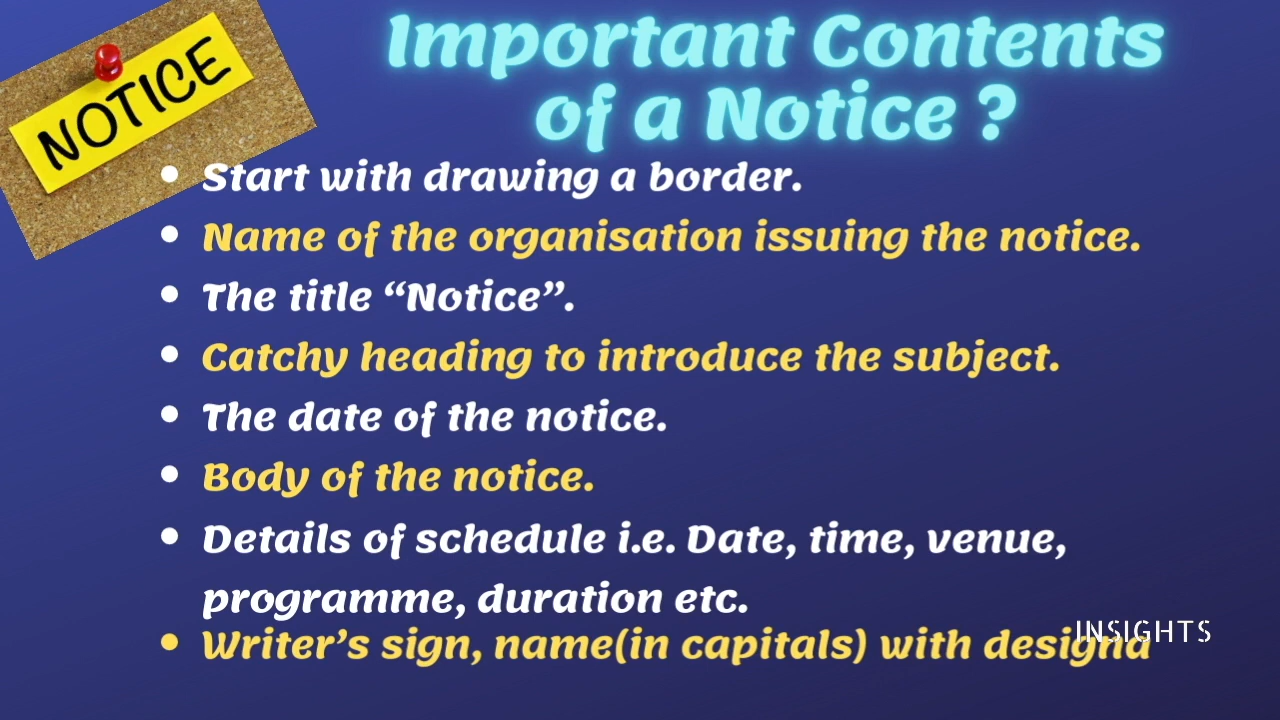 NOTICE
Important Contents
of a Notice ?
• Start with drawing a border.
• Name of the organisation issuing the notice.
• The title “Notice”.
• Catchy heading to introduce the subject.
• The date of the notice.
• Body of the notice.
• Details of schedule i.e. Date, time, venue,
programme, duration etc.
• Writer’s sign, name(in capitals) with designa
INSIGHTS